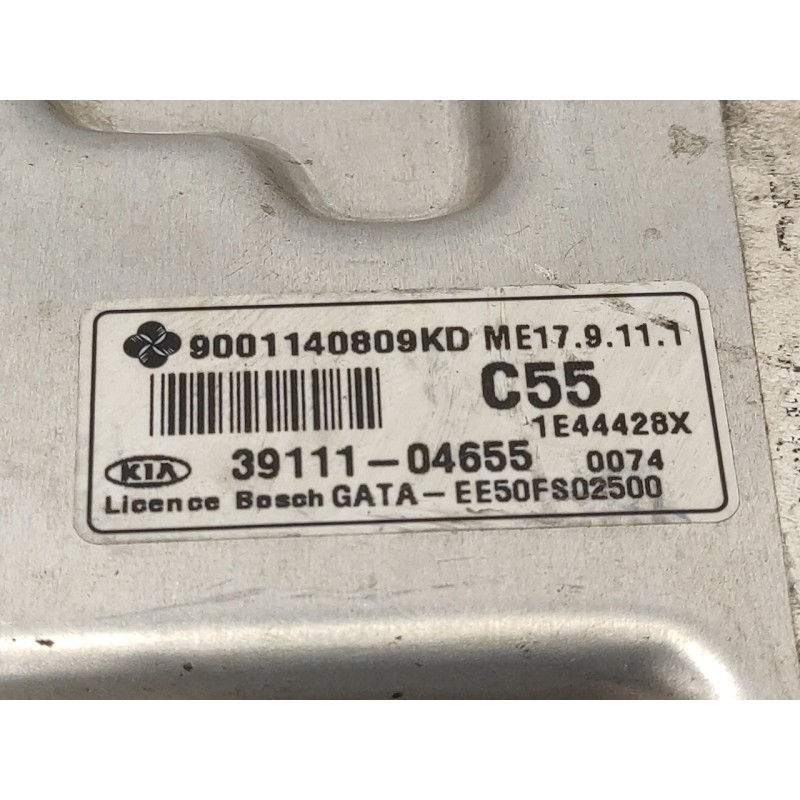 9001140809KD ME17.9.11.1
C55
1E44428X
KIA 39111-04655 0074
Licence Bosch GATA-EE50FS02500